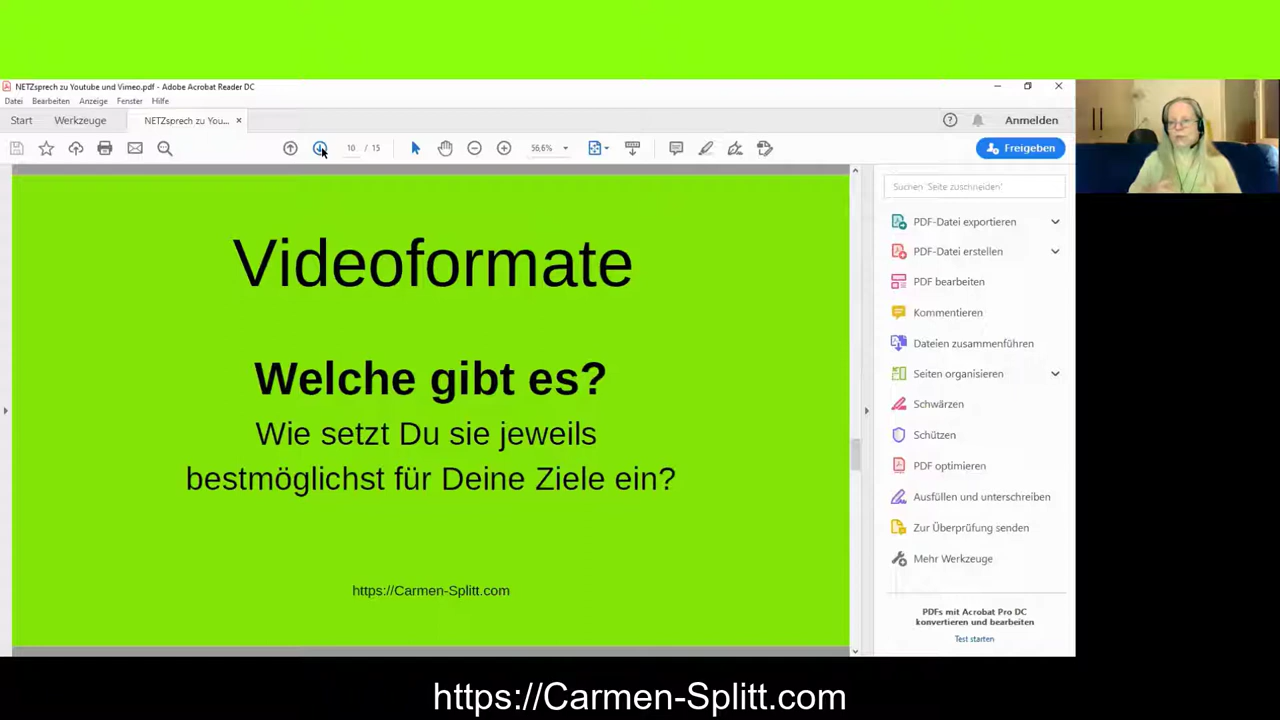 NETZsprech zu Youtube und Vimeo.pdf - Adobe Acrobat Reader DC
Datei Bearbeiten Anzeige Fenster Hilfe
Start Werkzeuge NETZsprech zu You... × Anmelden
10 / 15 56,6% Freigeben
Videoformate
Welche gibt es?
Wie setzt Du sie jeweils
bestmöglichst für Deine Ziele ein?
https://Carmen-Splitt.com
Suchen 'Seite zuschneiden'
PDF-Datei exportieren
PDF-Datei erstellen
PDF bearbeiten
Kommentieren
Dateien zusammenführen
Seiten organisieren
Schwärzen
Schützen
PDF optimieren
Ausfüllen und unterschreiben
Zur Überprüfung senden
Mehr Werkzeuge
PDFs mit Acrobat Pro DC
konvertieren und bearbeiten
Test starten
https://Carmen-Splitt.com